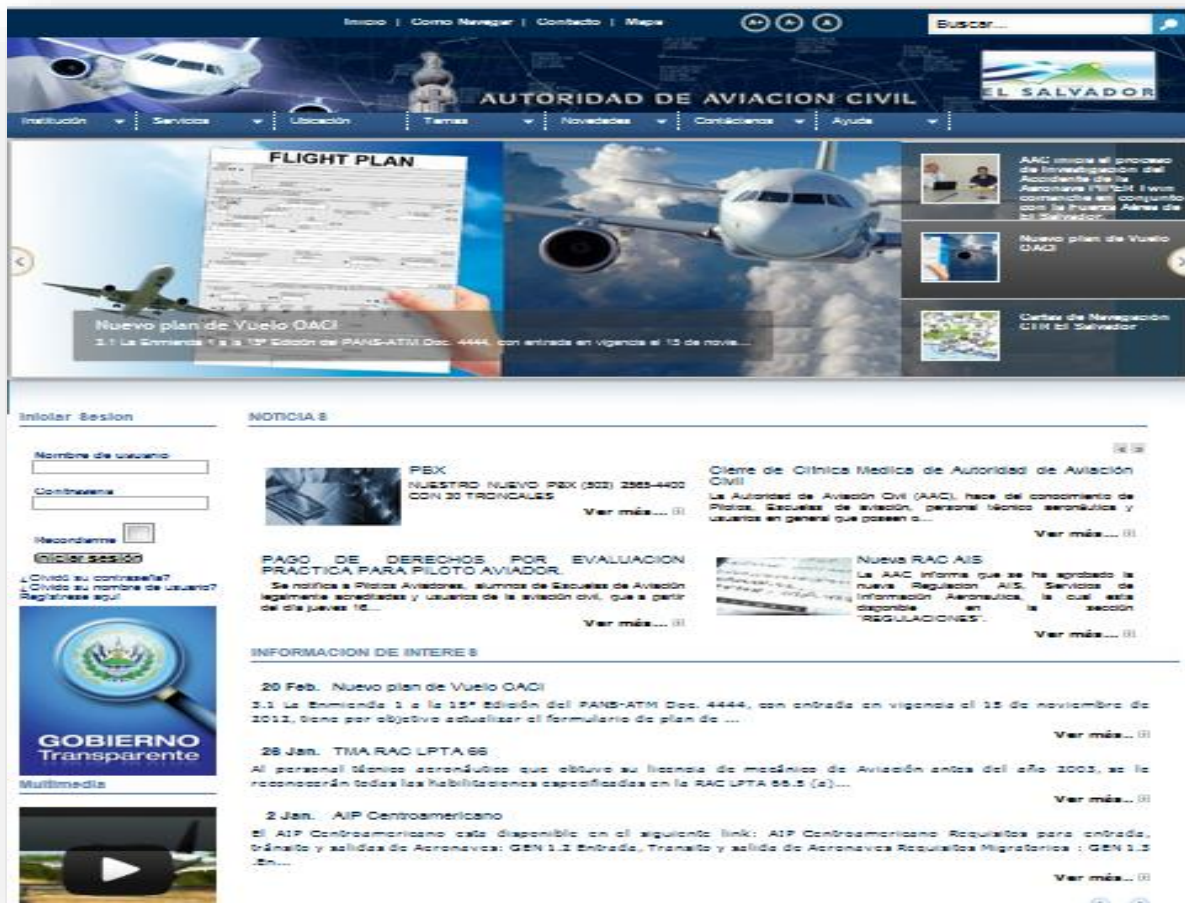 Inicio | Como Navegar | Contacto | Mapa
A+ A- A
Buscar...
AUTORIDAD DE AVIACION CIVIL
EL SALVADOR
Institución
Servicios
Ubicación
Temas
Novedades
Contáctenos
Ayuda
FLIGHT PLAN
Nuevo plan de Vuelo OACI
3.1 La Enmienda 1 a la 15ª Edición del PANS-ATM Doc. 4444, con entrada en vigencia el 15 de novie...
AAC inicia el proceso
de Investigación del
Accidente de la
Aeronave PIPER Twin
comanche en conjunto
con la Fuerza Aérea de
El Salvador.
Nuevo plan de Vuelo
OACI
Cartas de Navegación
CTR El Salvador
Iniciar Sesion
Nombre de usuario
Contraseña
Recordarme
Iniciar sesión
¿Olvidó su contraseña?
¿Olvidó su nombre de usuario?
Regístrese aquí
GOBIERNO
Transparente
Multimedia
NOTICIAS
PBX
NUESTRO NUEVO PBX (503) 2565-4400
CON 30 TRONCALES
Ver más...
Cierre de Clínica Medica de Autoridad de Aviación
Civil
La Autoridad de Aviación Civil (AAC), hace del conocimiento de
Pilotos, Escuelas de aviación, personal técnico aeronáutica y
usuarios en general que poseen o...
Ver más...
PAGO DE DERECHOS POR EVALUACION
PRACTICA PARA PILOTO AVIADOR.
Se notifica a Pilotos Aviadores, alumnos de Escuelas de Aviación
legalmente acreditadas y usuarios de la aviación civil, que a partir
del día jueves 16...
Ver más...
Nueva RAC AIS
La AAC informa que se ha aprobado la
nueva Regulacion AIS, Servicios de
Información Aeronautica, la cual esta
disponible en la sección
"REGULACIONES".
Ver más...
INFORMACION DE INTERES
20 Feb. Nuevo plan de Vuelo OACI
3.1 La Enmienda 1 a la 15ª Edición del PANS-ATM Doc. 4444, con entrada en vigencia el 15 de noviembre de
2012, tiene por objetivo actualizar el formulario de plan de ...
Ver más..
26 Jan. TMA RAC LPTA 66
Al personal técnico aeronáutico que obtuvo su licencia de mecánico de Aviación antes del año 2003, se le
reconocerán todas las habilitaciones especificadas en la RAC LPTA 66.5 (a)...
Ver más..
2 Jan. AIP Centroamericano
El AIP Centroamericano esta disponible en el siguiente link: AIP Centroamericano Requisitos para entrada,
tránsito y salidas de Aeronaves: GEN 1.2 Entrada, Transito y salida de Aeronaves Requisitos Migratorios : GEN 1.3
.En...
Ver más..